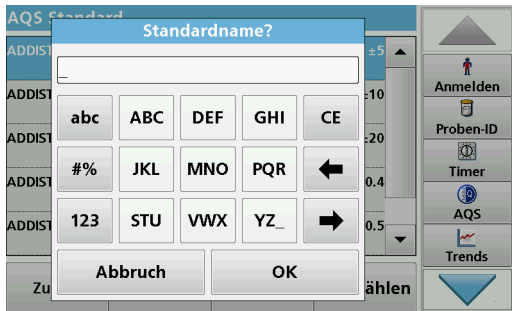 AQS Standard
Standardname?
ADDIST ±5
_
ADDIST ±10
abc ABC DEF GHI CE
ADDIST ±20
#% JKL MNO PQR
ADDIST 0.4
123 STU VWX YZ_
ADDIST 0.5
Abbruch OK
Zu ählen
Anmelden
Proben-ID
Timer
AQS
Trends